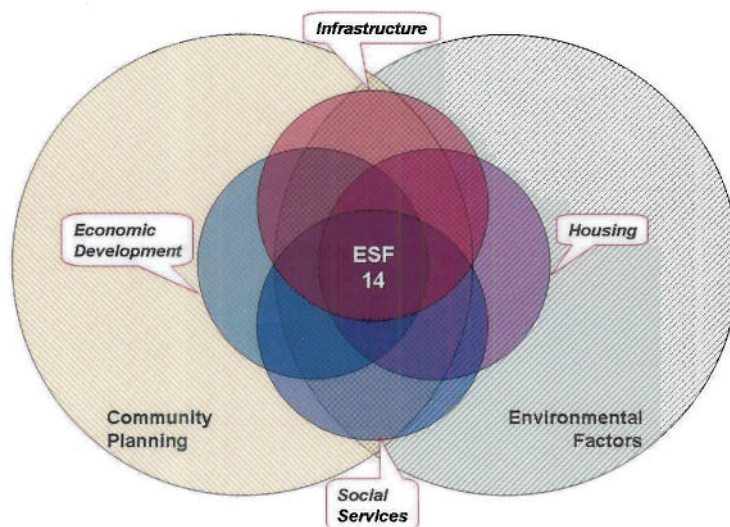 Infrastructure
Economic
Development
Housing
ESF
14
Community
Planning
Environmental
Factors
Social
Services